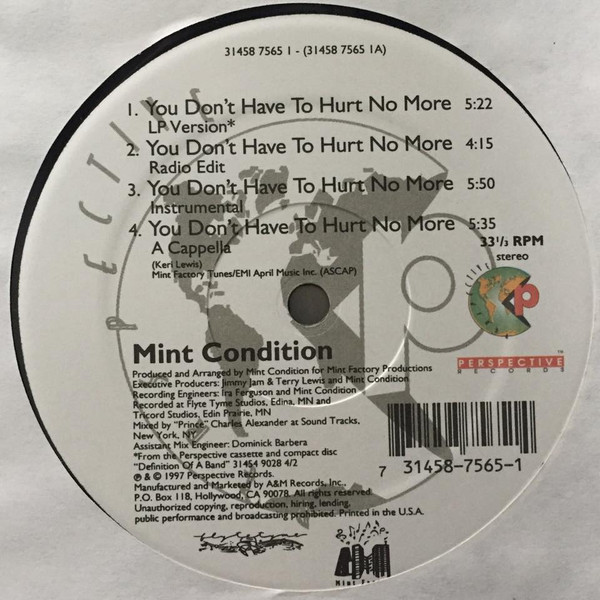 31458 7565 1 - (31458 7565 1A)
PERSPECTIVE
1. You Don't Have To Hurt No More 5:22
LP Version*
2. You Don't Have To Hurt No More 4:15
Radio Edit
3. You Don't Have To Hurt No More 5:50
Instrumental
4. You Don't Have To Hurt No More 5:35
A Cappella
(Keri Lewis)
Mint Factory Tunes/EMI April Music Inc. (ASCAP)
33 1/3 RPM
stereo
P
PERSPECTIVE™
RECORDS
Mint Condition
Produced and Arranged by Mint Condition for Mint Factory Productions
Executive Producers: Jimmy Jam & Terry Lewis and Mint Condition
Recording Engineers: Ira Ferguson and Mint Condition
Recorded at Flyte Tyme Studios, Edina, MN and
Tricord Studios, Edin Prairie, MN
Mixed by "Prince" Charles Alexander at Sound Tracks,
New York, NY
Assistant Mix Engineer: Dominick Barbera
*From the Perspective cassette and compact disc
"Definition Of A Band" 31454 9028 4/2
℗ & © 1997 Perspective Records.
Manufactured and Marketed by A&M Records, Inc.,
P.O. Box 118, Hollywood, CA 90078. All rights reserved.
Unauthorized copying, reproduction, hiring, lending,
public performance and broadcasting prohibited. Printed in the U.S.A.
7 31458-7565-1
Mint